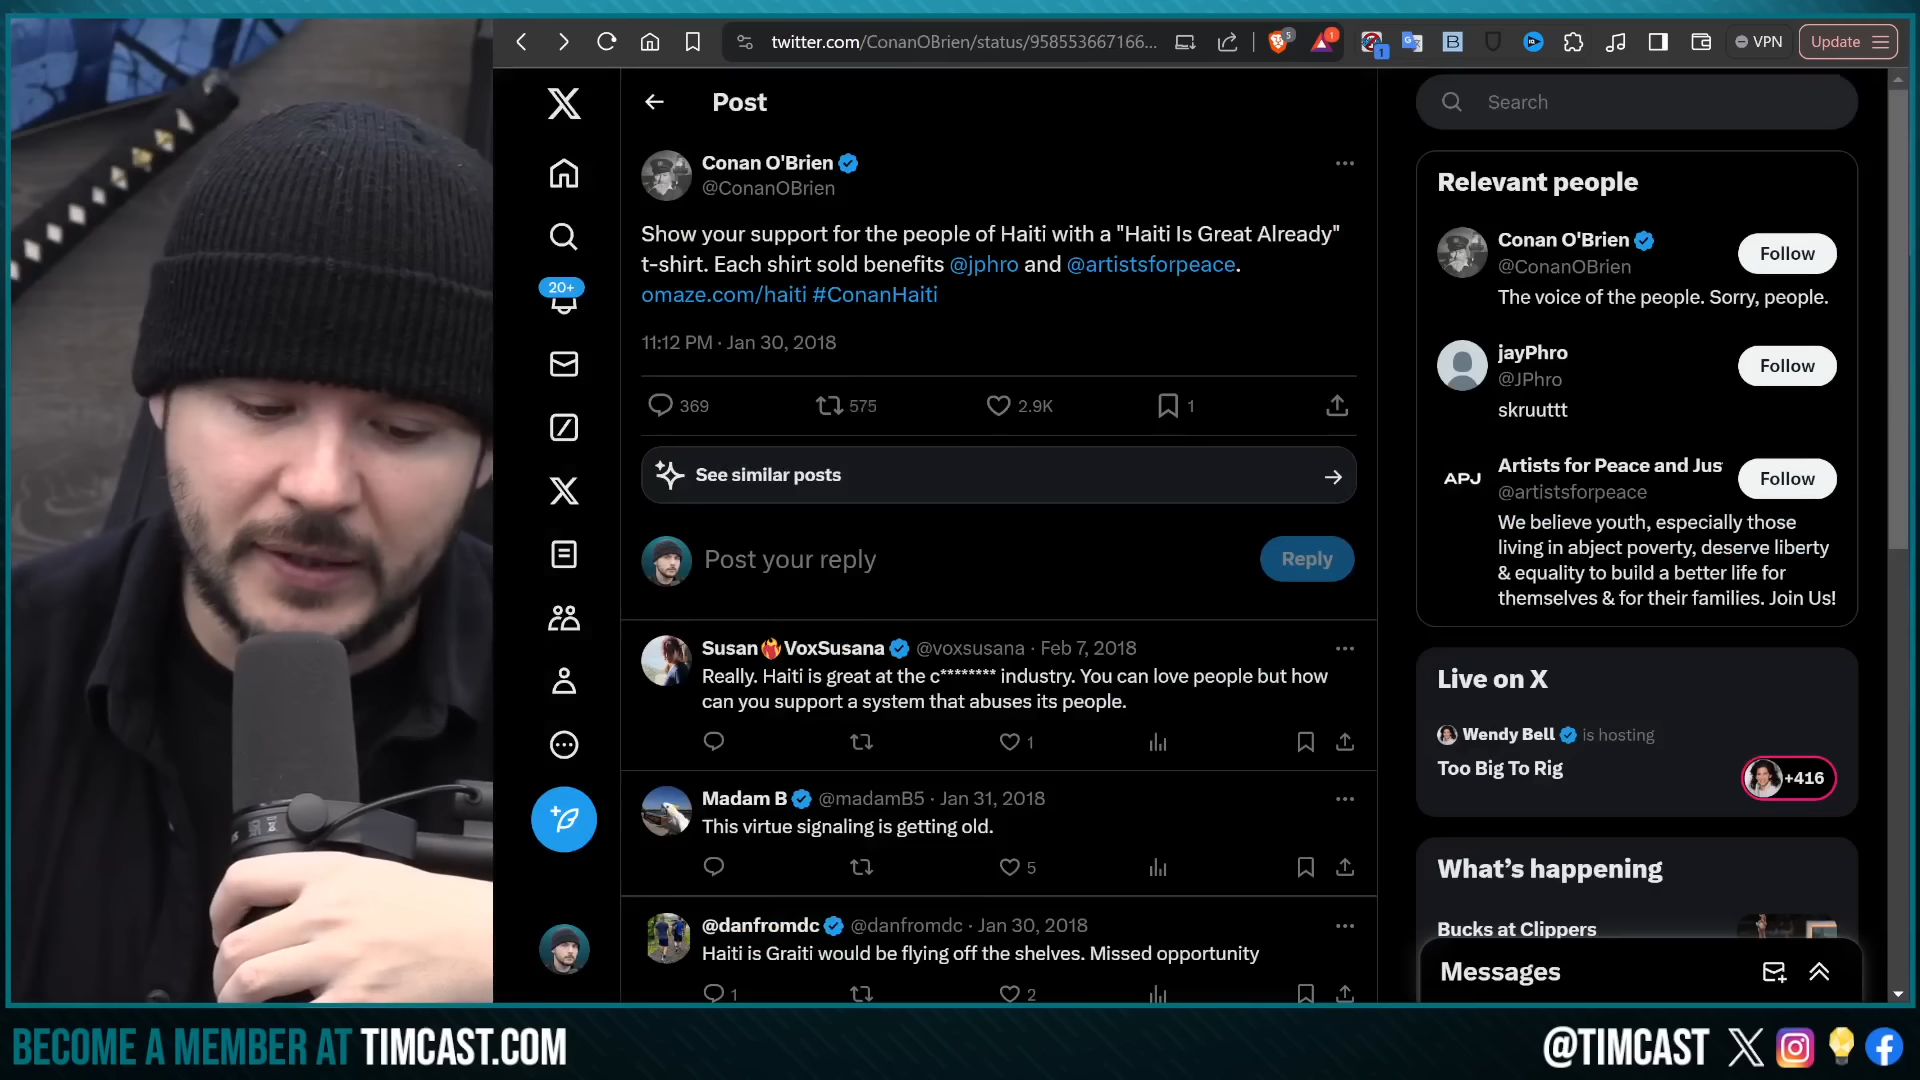 twitter.com/ConanOBrien/status/958553667166...
5
1
1
VPN
Update
Post
Conan O'Brien
@ConanOBrien
Show your support for the people of Haiti with a "Haiti Is Great Already"
t-shirt. Each shirt sold benefits @jphro and @artistsforpeace.
omaze.com/haiti #ConanHaiti
11:12 PM · Jan 30, 2018
369
575
2.9K
1
See similar posts
Post your reply
Reply
20+
Susan VoxSusana @voxsusana · Feb 7, 2018
Really. Haiti is great at the c******** industry. You can love people but how
can you support a system that abuses its people.
1
Madam B @madamB5 · Jan 31, 2018
This virtue signaling is getting old.
5
@danfromdc @danfromdc · Jan 30, 2018
Haiti is Graiti would be flying off the shelves. Missed opportunity
1
2
Search
Relevant people
Conan O'Brien
@ConanOBrien
Follow
The voice of the people. Sorry, people.
jayPhro
@JPhro
Follow
skruuttt
APJ
Artists for Peace and Jus
@artistsforpeace
Follow
We believe youth, especially those
living in abject poverty, deserve liberty
& equality to build a better life for
themselves & for their families. Join Us!
Live on X
Wendy Bell is hosting
Too Big To Rig
+416
What's happening
Bucks at Clippers
Messages
BECOME A MEMBER AT TIMCAST.COM
@TIMCAST